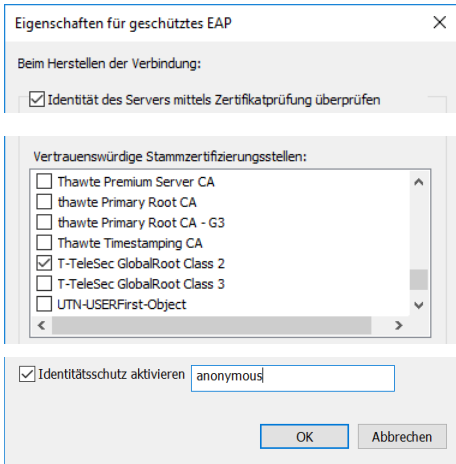 Eigenschaften für geschütztes EAP
Beim Herstellen der Verbindung:
Identität des Servers mittels Zertifikatprüfung überprüfen
Vertrauenswürdige Stammzertifizierungsstellen:
Thawte Premium Server CA
thawte Primary Root CA
thawte Primary Root CA - G3
Thawte Timestamping CA
T-TeleSec GlobalRoot Class 2
T-TeleSec GlobalRoot Class 3
UTN-USERFirst-Object
Identitätsschutz aktivieren anonymous
OK Abbrechen